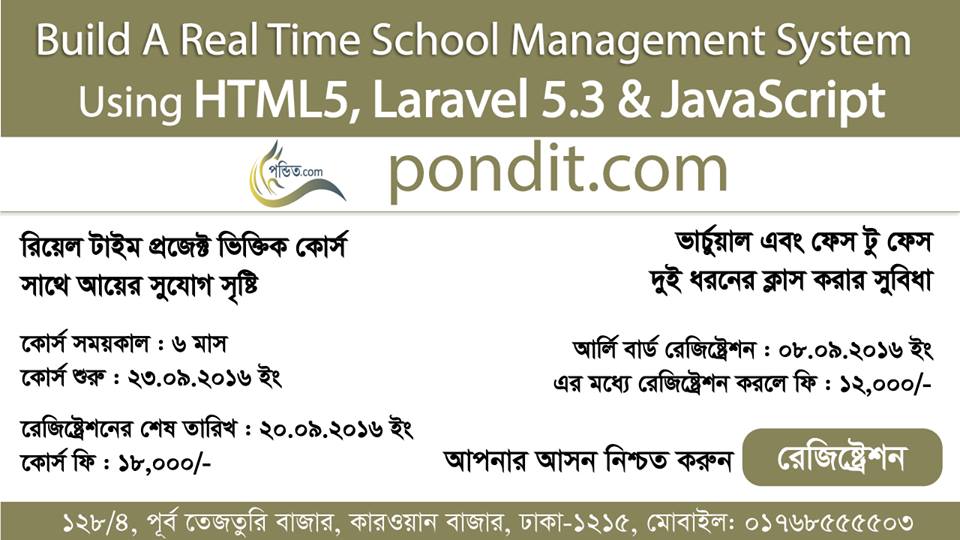 Build A Real Time School Management System
Using HTML5, Laravel 5.3 & JavaScript
পন্ডিত.com
pondit.com
রিয়েল টাইম প্রজেক্ট ভিত্তিক কোর্স
সাথে আয়ের সুযোগ সৃষ্টি
ভার্চুয়াল এবং ফেস টু ফেস
দুই ধরনের ক্লাস করার সুবিধা
কোর্স সময়কাল : ৬ মাস
কোর্স শুরু : ২৩.০৯.২০১৬ ইং
আর্লি বার্ড রেজিষ্ট্রেশন : ০৮.০৯.২০১৬ ইং
এর মধ্যে রেজিষ্ট্রেশন করলে ফি : ১২,০০০/-
রেজিষ্ট্রেশনের শেষ তারিখ : ২০.০৯.২০১৬ ইং
কোর্স ফি : ১৮,০০০/-
আপনার আসন নিশ্চত করুন
রেজিষ্ট্রেশন
১২৮/৪, পূর্ব তেজতুরি বাজার, কারওয়ান বাজার, ঢাকা-১২১৫, মোবাইল: ০১৭৬৮৫৫৫৫০৩